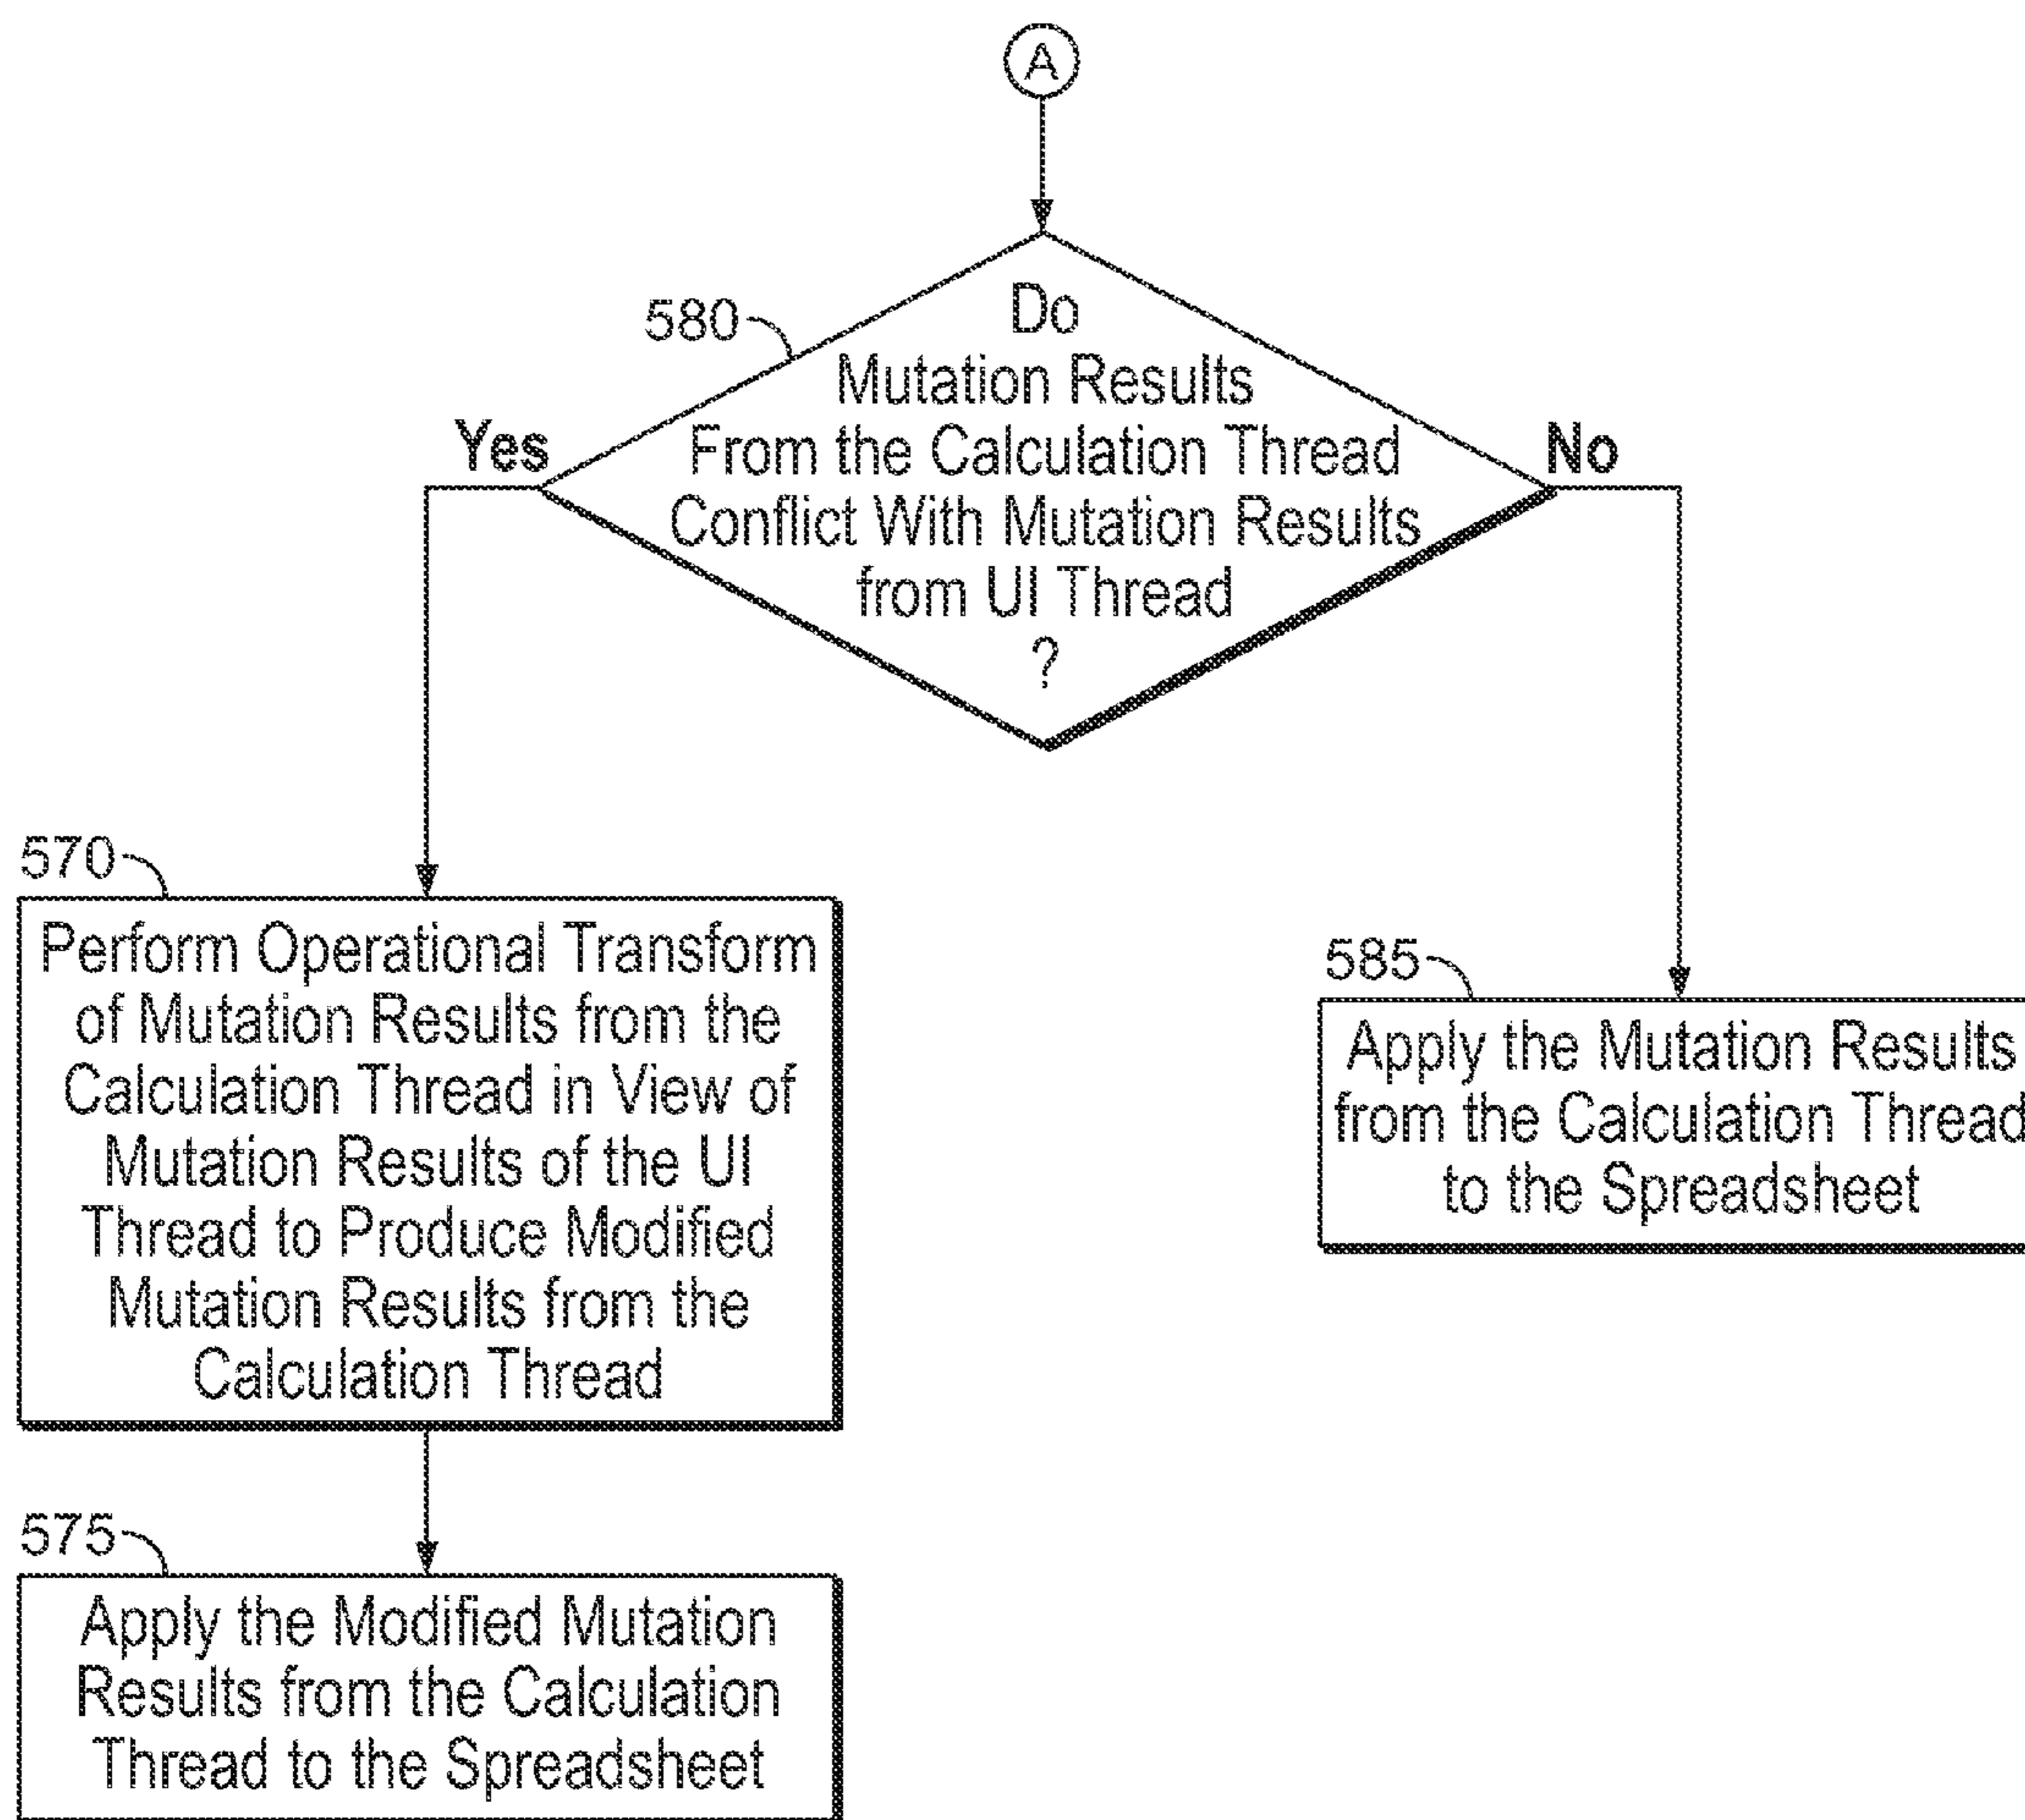 A
580
Do
Mutation Results
From the Calculation Thread
Conflict With Mutation Results
from UI Thread
?
Yes
No
570
Perform Operational Transform
of Mutation Results from the
Calculation Thread in View of
Mutation Results of the UI
Thread to Produce Modified
Mutation Results from the
Calculation Thread
585
Apply the Mutation Results
from the Calculation Thread
to the Spreadsheet
575
Apply the Modified Mutation
Results from the Calculation
Thread to the Spreadsheet